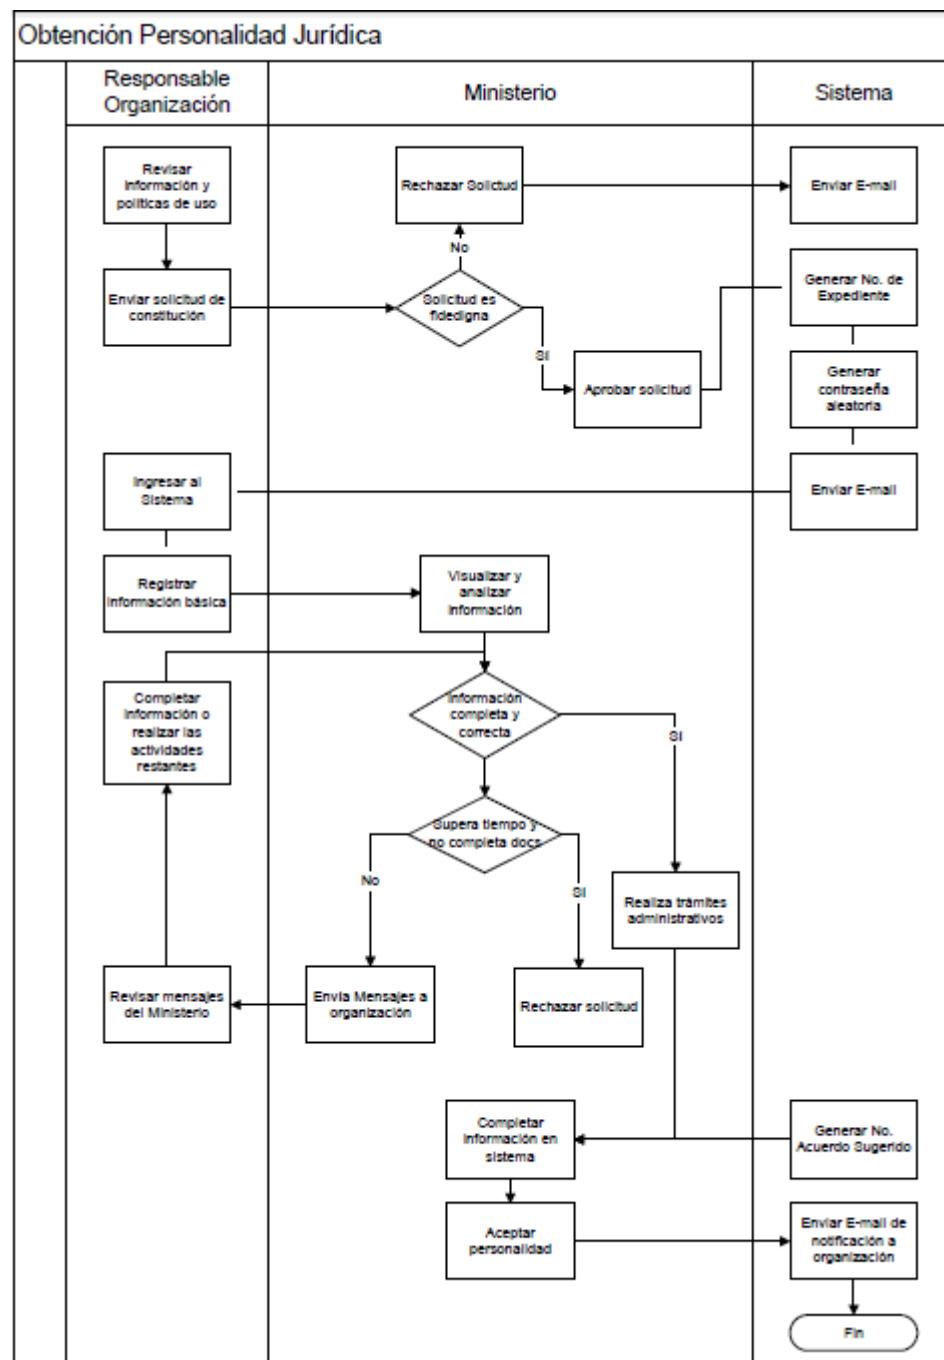 Obtención Personalidad Jurídica
Responsable
Organización
Ministerio
Sistema
Revisar
información y
políticas de uso
Rechazar Solictud
Enviar E-mail
No
Enviar solicitud de
constitución
Solicitud es
fidedigna
Generar No. de
Expediente
Sí
Aprobar solicitud
Generar
contraseña
aleatoria
Ingresar al
Sistema
Enviar E-mail
Registrar
información básica
Visualizar y
analizar
información
Completar
información o
realizar las
actividades
restantes
Información
completa y
correcta
Sí
Supera tiempo y
no completa docs
No
Sí
Realiza trámites
administrativos
Revisar mensajes
del Ministerio
Envía Mensajes a
organización
Rechazar solicitud
Completar
información en
sistema
Generar No.
Acuerdo Sugerido
Aceptar
personalidad
Enviar E-mail de
notificación a
organización
Fin